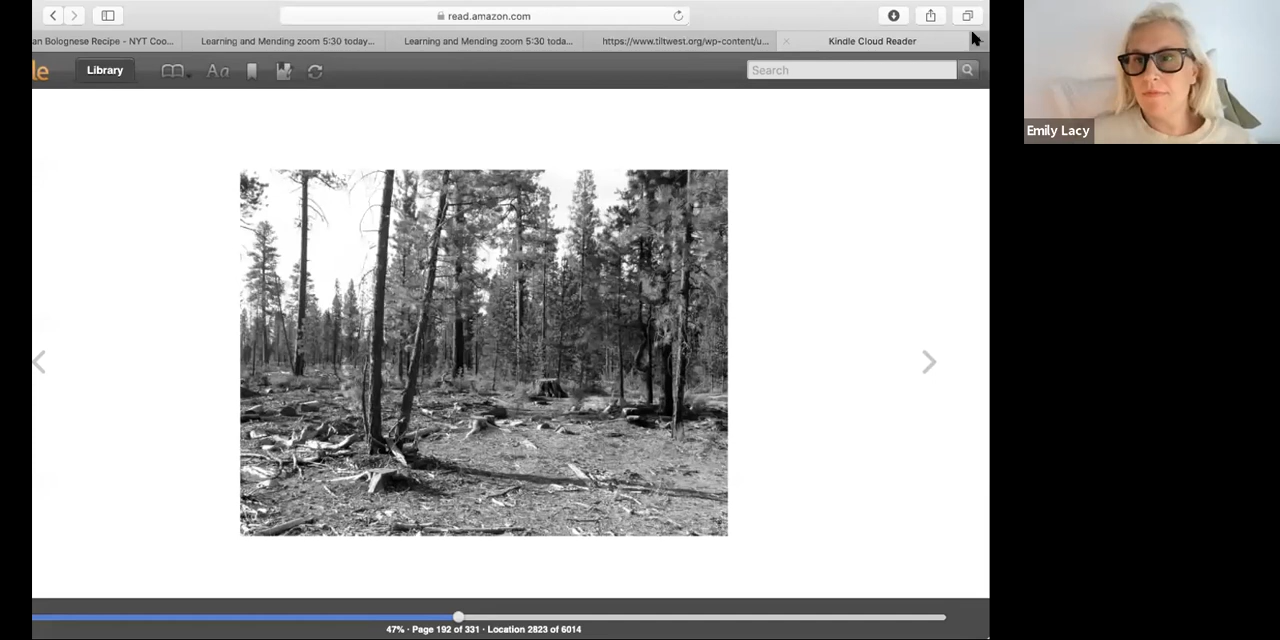 read.amazon.com
an Bolognese Recipe - NYT Coo...
Learning and Mending zoom 5:30 today...
Learning and Mending zoom 5:30 toda...
https://www.tiltwest.org/wp-content/u...
Kindle Cloud Reader
le
Library
Aa
Search
Emily Lacy
47% · Page 192 of 331 · Location 2823 of 6014